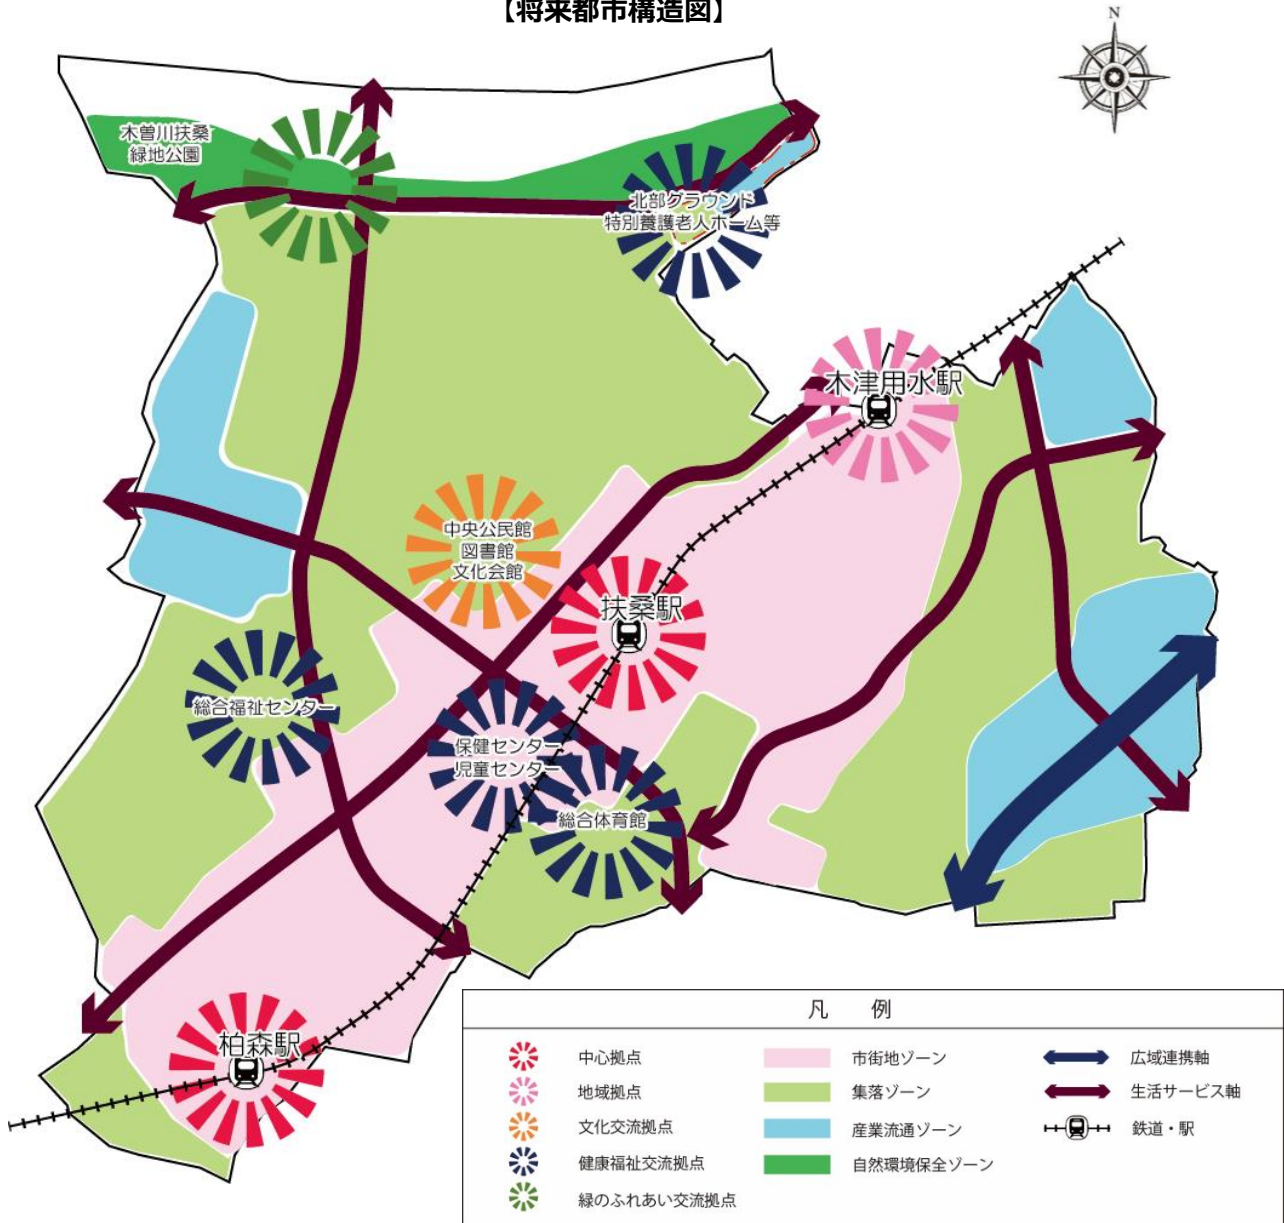 【将来都市構造図】
N
木曽川扶桑
緑地公園
北部グラウンド
特別養護老人ホーム等
木津用水駅
中央公民館
図書館
文化会館
扶桑駅
総合福祉センター
保健センター
児童センター
総合体育館
柏森駅
凡 例
中心拠点
市街地ゾーン
広域連携軸
地域拠点
集落ゾーン
生活サービス軸
文化交流拠点
産業流通ゾーン
鉄道・駅
健康福祉交流拠点
自然環境保全ゾーン
緑のふれあい交流拠点